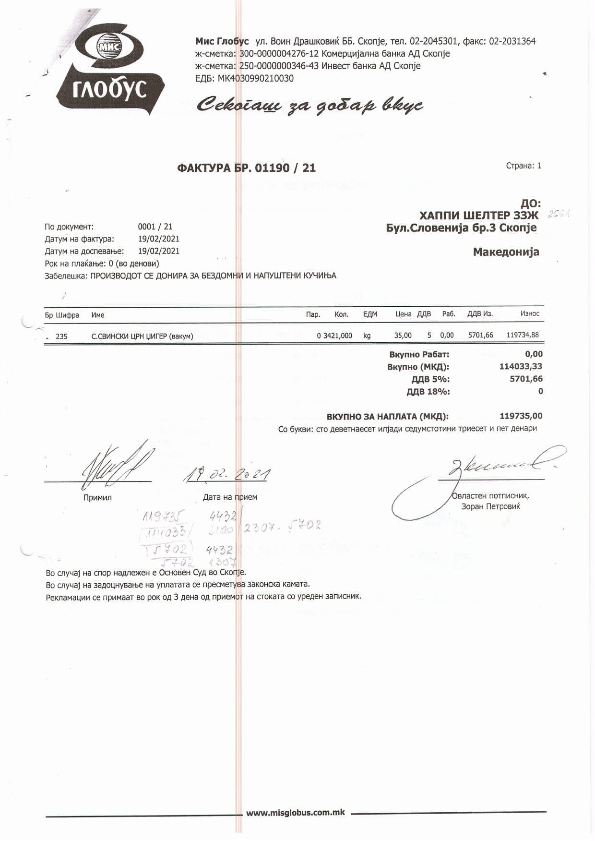 МИС
ГЛОБУС
Мис Глобус ул. Воин Драшковиќ ББ. Скопје, тел. 02-2045301, факс: 02-2031364
ж-сметка: 300-0000004276-12 Комерцијална банка АД Скопје
ж-сметка: 250-0000000346-43 Инвест банка АД Скопје
ЕДБ: МК4030990210030
Секогаш за добар вкус
ФАКТУРА БР. 01190 / 21
Страна: 1
ДО:
ХАППИ ШЕЛТЕР ЗЗЖ
Бул.Словенија бр.3 Скопје
Македонија
По документ: 0001 / 21
Датум на фактура: 19/02/2021
Датум на доспевање: 19/02/2021
Рок на плаќање: 0 (во денови)
Забелешка: ПРОИЗВОДОТ СЕ ДОНИРА ЗА БЕЗДОМНИ И НАПУШТЕНИ КУЧИЊА
Бр Шифра Име Пар. Кол. ЕДМ Цена ДДВ Раб. ДДВ Из. Износ
235 С.СВИНСКИ ЦРН ЏИГЕР (вакум) 0 3421,000 kg 35,00 5 0,00 5701,66 119734,88
Вкупно Рабат: 0,00
Вкупно (МКД): 114033,33
ДДВ 5%: 5701,66
ДДВ 18%: 0
ВКУПНО ЗА НАПЛАТА (МКД): 119735,00
Со букви: сто деветнаесет илјади седумстотини триесет и пет денари
19.02.2021
Примил Дата на прием Овластен потписник,
Зоран Петровиќ
119735 4432
114033 2307-5702
5702 4432
5702
Во случај на спор надлежен е Основен Суд во Скопје.
Во случај на задоцнување на уплатата се пресметува законска камата.
Рекламации се примаат во рок од 3 дена од приемот на стоката со уреден записник.
www.misglobus.com.mk